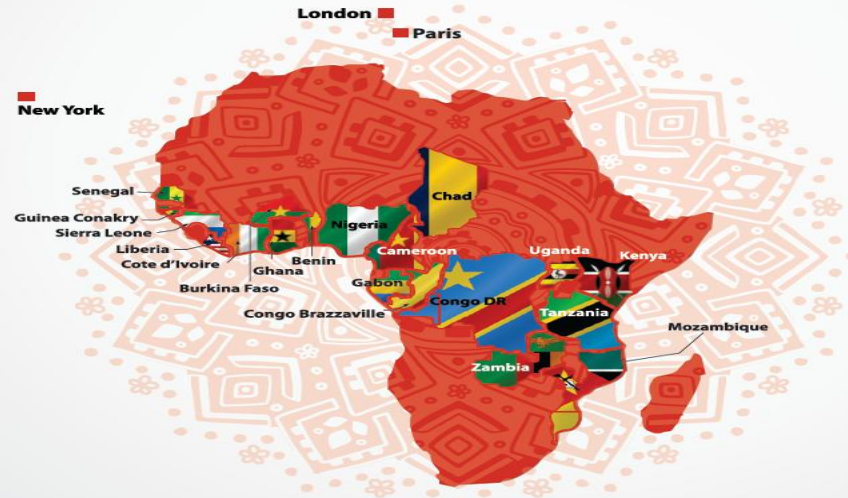 London
Paris
New York
Senegal
Guinea Conakry
Sierra Leone
Liberia
Cote d'Ivoire
Burkina Faso
Ghana
Benin
Nigeria
Chad
Cameroon
Gabon
Congo Brazzaville
Congo DR
Uganda
Kenya
Tanzania
Mozambique
Zambia